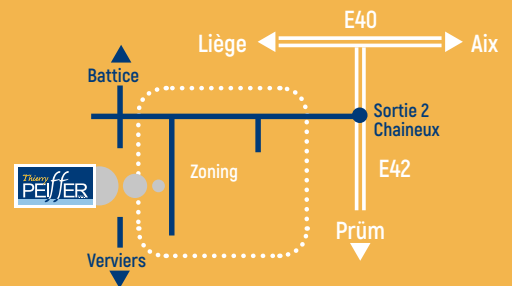 E40
Liège
Aix
Battice
Sortie 2
Chaineux
Zoning
E42
Thierry
PEIFFER
Prüm
Verviers